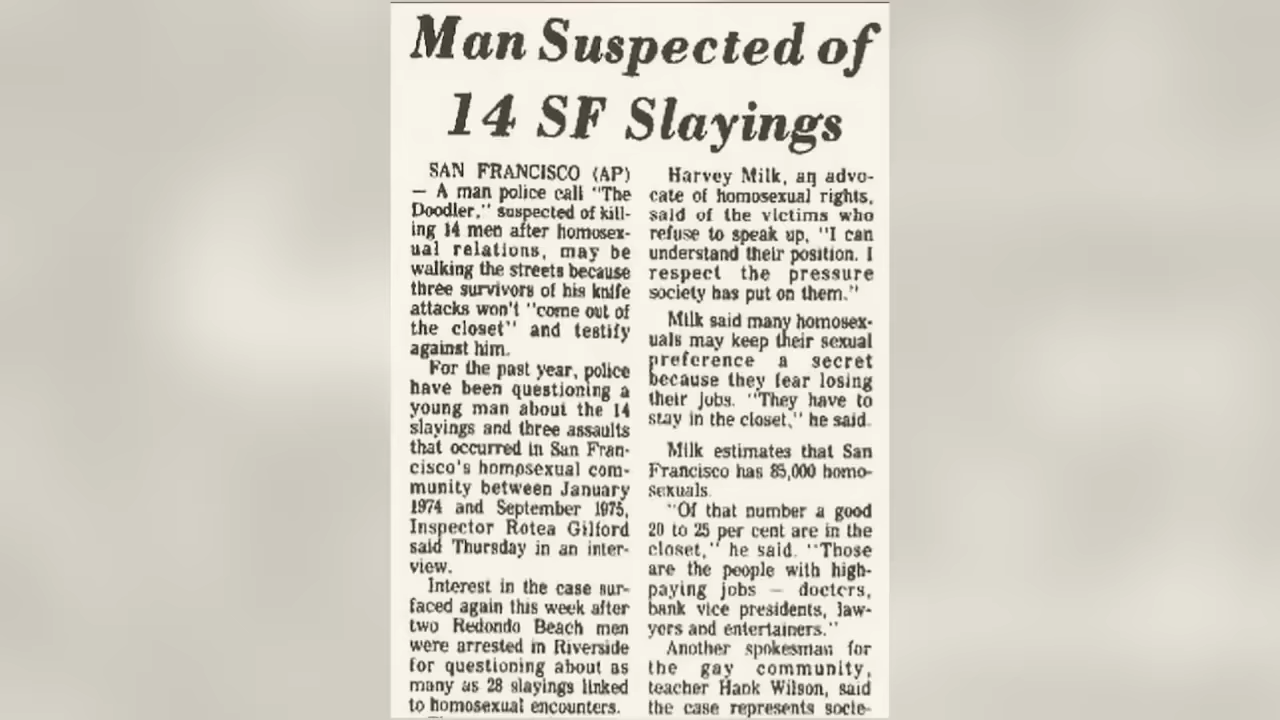 Man Suspected of
14 SF Slayings
SAN FRANCISCO (AP)
— A man police call "The
Doodler," suspected of kill-
ing 14 men after homosex-
ual relations, may be
walking the streets because
three survivors of his knife
attacks won't "come out of
the closet" and testify
against him.
For the past year, police
have been questioning a
young man about the 14
slayings and three assaults
that occurred in San Fran-
cisco's homosexual com-
munity between January
1974 and September 1975,
Inspector Rotea Gilford
said Thursday in an inter-
view.
Interest in the case sur-
faced again this week after
two Redondo Beach men
were arrested in Riverside
for questioning about as
many as 28 slayings linked
to homosexual encounters.
Harvey Milk, an advo-
cate of homosexual rights,
said of the victims who
refuse to speak up, "I can
understand their position. I
respect the pressure
society has put on them."
Milk said many homosex-
uals may keep their sexual
preference a secret
because they fear losing
their jobs. "They have to
stay in the closet," he said.
Milk estimates that San
Francisco has 85,000 homo-
sexuals.
"Of that number a good
20 to 25 per cent are in the
closet," he said. "Those
are the people with high-
paying jobs — doctors,
bank vice presidents, law-
yers and entertainers."
Another spokesman for
the gay community,
teacher Hank Wilson, said
the case represents socie-